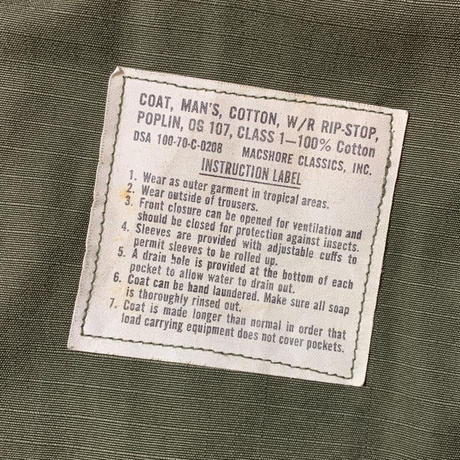 COAT, MAN'S, COTTON, W/R RIP-STOP,
POPLIN, OG 107, CLASS 1—100% Cotton
DSA 100-70-C-0208 MACSHORE CLASSICS, INC.
INSTRUCTION LABEL
1. Wear as outer garment in tropical areas.
2. Wear outside of trousers.
3. Front closure can be opened for ventilation and
should be closed for protection against insects.
4. Sleeves are provided with adjustable cuffs to
permit sleeves to be rolled up.
5. A drain hole is provided at the bottom of each
pocket to allow water to drain out.
6. Coat can be hand laundered. Make sure all soap
is thoroughly rinsed out.
7. Coat is made longer than normal in order that
load carrying equipment does not cover pockets.